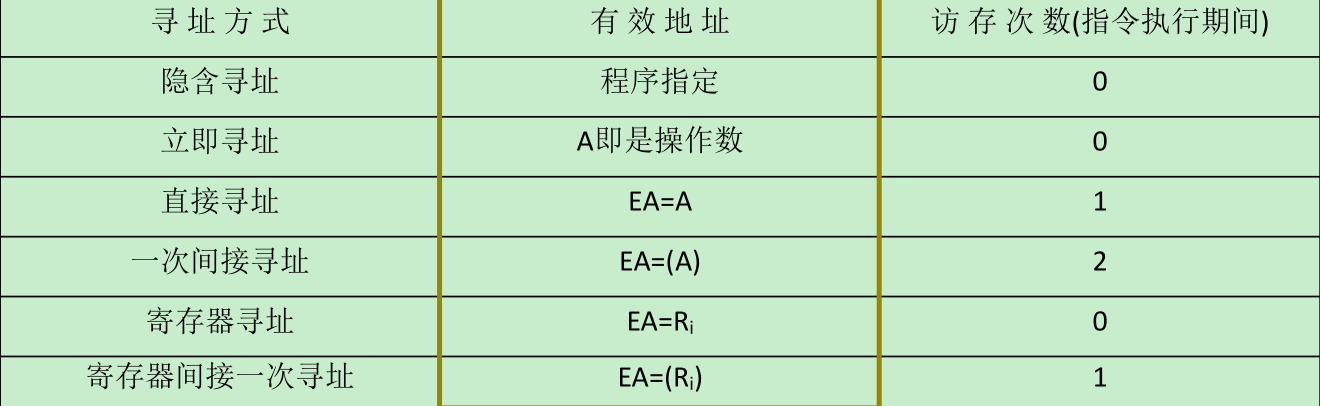 寻址方式 有效地址 访存次数(指令执行期间)
隐含寻址 程序指定 0
立即寻址 A即是操作数 0
直接寻址 EA=A 1
一次间接寻址 EA=(A) 2
寄存器寻址 EA=Rᵢ 0
寄存器间接一次寻址 EA=(Rᵢ) 1